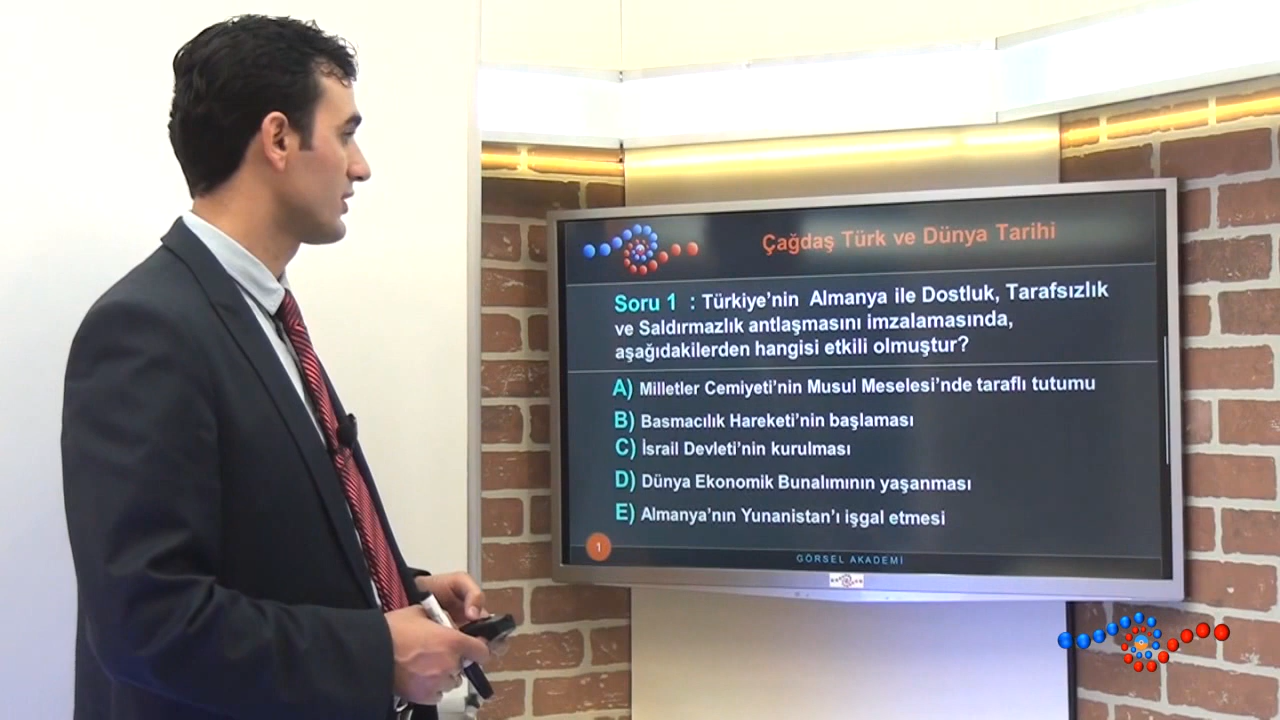 Çağdaş Türk ve Dünya Tarihi
Soru 1 : Türkiye'nin Almanya ile Dostluk, Tarafsızlık
ve Saldırmazlık antlaşmasını imzalamasında,
aşağıdakilerden hangisi etkili olmuştur?
A) Milletler Cemiyeti'nin Musul Meselesi'nde taraflı tutumu
B) Basmacılık Hareketi'nin başlaması
C) İsrail Devleti'nin kurulması
D) Dünya Ekonomik Bunalımının yaşanması
E) Almanya'nın Yunanistan'ı işgal etmesi
1
GÖRSEL AKADEMİ